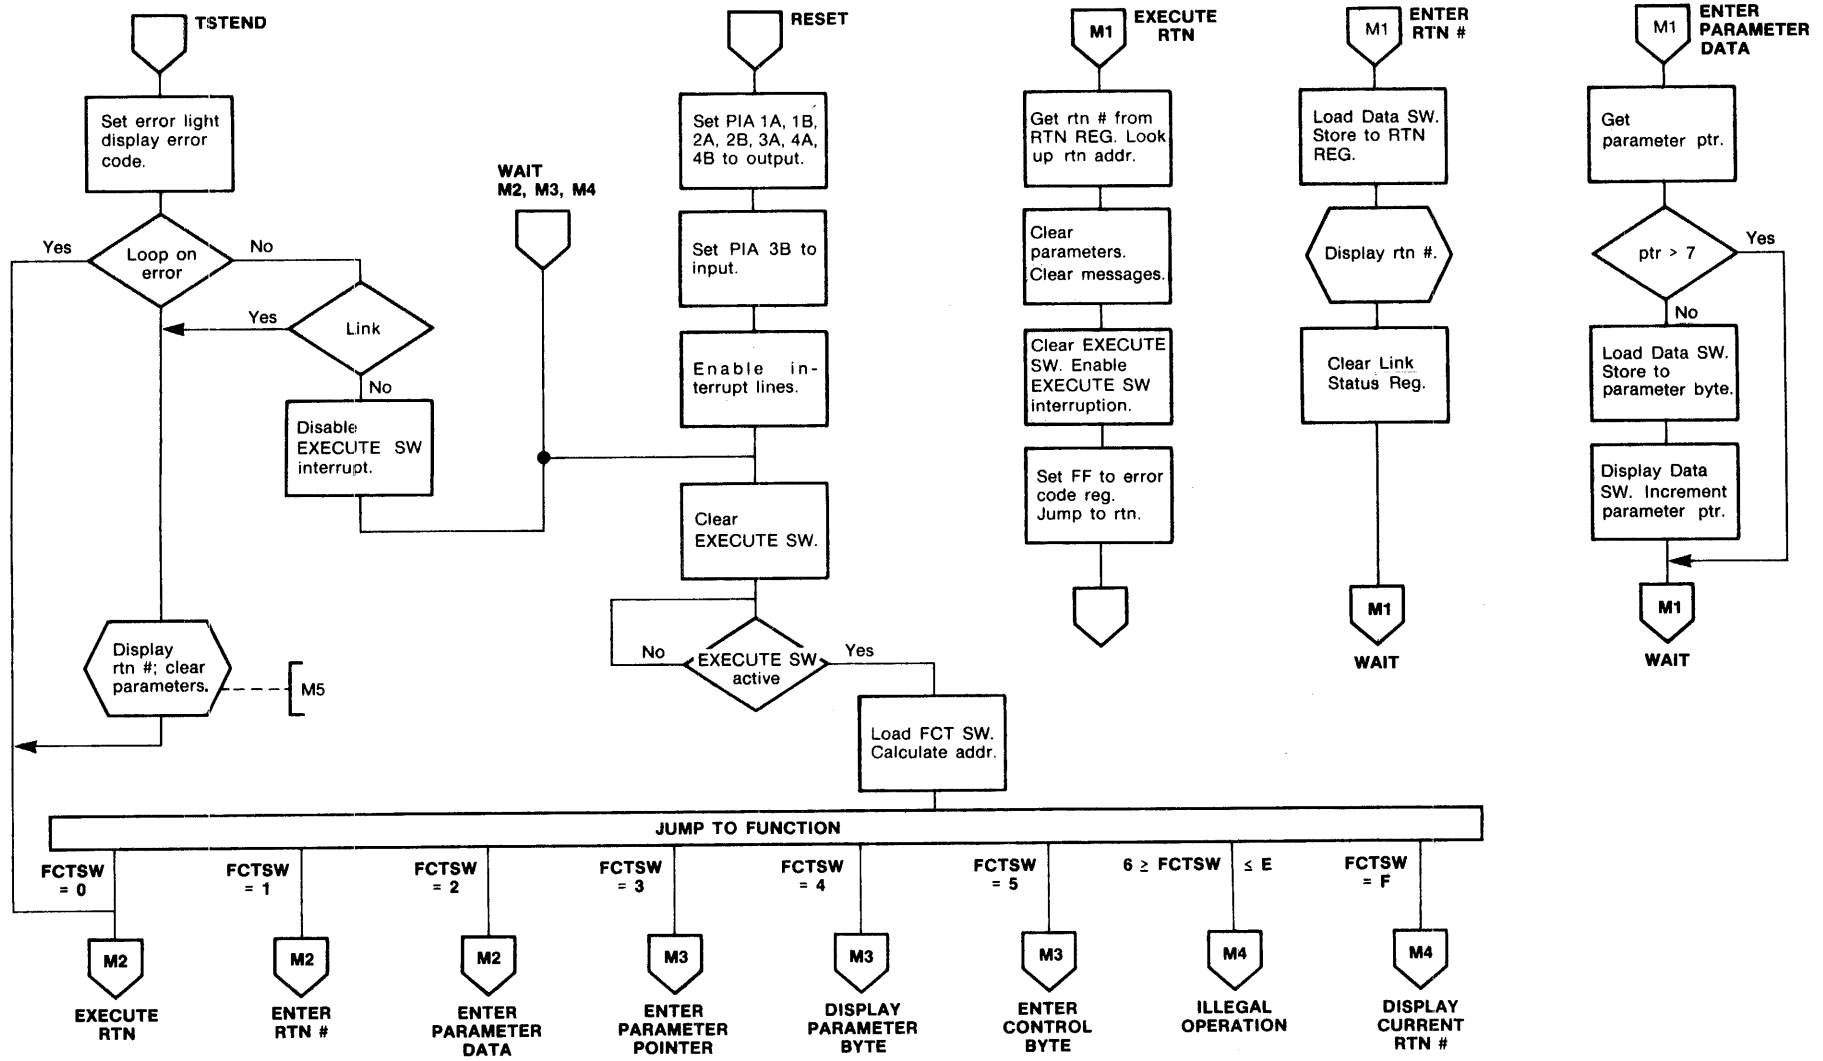 TSTEND
Set error light
display error
code.
Loop on
error
Yes
No
Link
Yes
No
Disable
EXECUTE SW
interrupt.
Display
rtn #; clear
parameters.
M5
WAIT
M2, M3, M4
RESET
Set PIA 1A, 1B,
2A, 2B, 3A, 4A,
4B to output.
Set PIA 3B to
input.
Enable in-
terrupt lines.
Clear
EXECUTE SW.
EXECUTE SW
active
No
Yes
Load FCT SW.
Calculate addr.
M1
EXECUTE
RTN
Get rtn # from
RTN REG. Look
up rtn addr.
Clear
parameters.
Clear messages.
Clear EXECUTE
SW. Enable
EXECUTE SW
interruption.
Set FF to error
code reg.
Jump to rtn.
M1
ENTER
RTN #
Load Data SW.
Store to RTN
REG.
Display rtn #.
Clear Link
Status Reg.
M1
WAIT
M1
ENTER
PARAMETER
DATA
Get
parameter ptr.
ptr > 7
Yes
No
Load Data SW.
Store to
parameter byte.
Display Data
SW. Increment
parameter ptr.
M1
WAIT
JUMP TO FUNCTION
FCTSW
= 0
M2
EXECUTE
RTN
FCTSW
= 1
M2
ENTER
RTN #
FCTSW
= 2
M2
ENTER
PARAMETER
DATA
FCTSW
= 3
M3
ENTER
PARAMETER
POINTER
FCTSW
= 4
M3
DISPLAY
PARAMETER
BYTE
FCTSW
= 5
M3
ENTER
CONTROL
BYTE
6 ≥ FCTSW ≤ E
M4
ILLEGAL
OPERATION
FCTSW
= F
M4
DISPLAY
CURRENT
RTN #